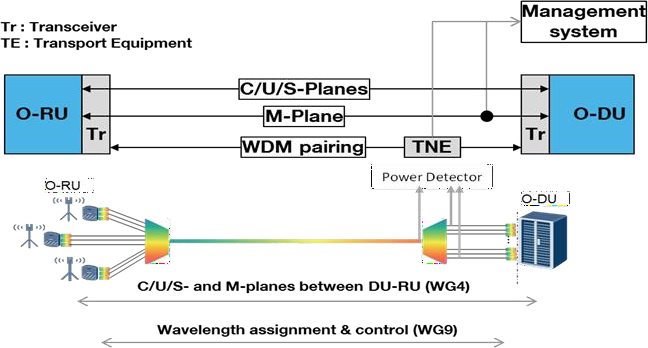 Management
system
Tr : Transceiver
TE : Transport Equipment
C/U/S-Planes
O-RU
M-Plane
O-DU
Tr
Tr
WDM pairing
TNE
Power Detector
O-RU
O-DU
C/U/S- and M-planes between DU-RU (WG4)
Wavelength assignment & control (WG9)